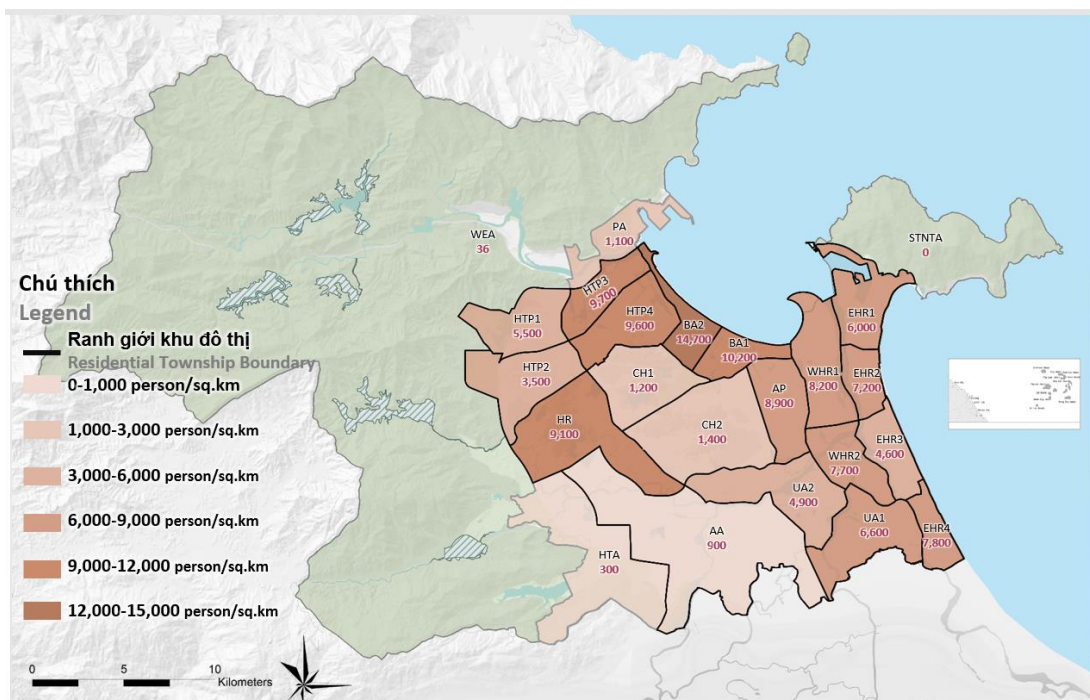 Chú thích
Legend
Ranh giới khu đô thị
Residential Township Boundary
0-1,000 person/sq.km
1,000-3,000 person/sq.km
3,000-6,000 person/sq.km
6,000-9,000 person/sq.km
9,000-12,000 person/sq.km
12,000-15,000 person/sq.km
0 5 10
Kilometers
WEA
36
PA
1,100
STNTA
0
HTP3
9,700
HTP1
5,500
HTP4
9,600
BA2
14,700
BA1
10,200
EHR1
6,000
HTP2
3,500
CH1
1,200
WHR1
8,200
EHR2
7,200
AP
8,900
HR
9,100
CH2
1,400
EHR3
4,600
WHR2
7,700
UA2
4,900
UA1
6,600
EHR4
7,800
AA
900
HTA
300